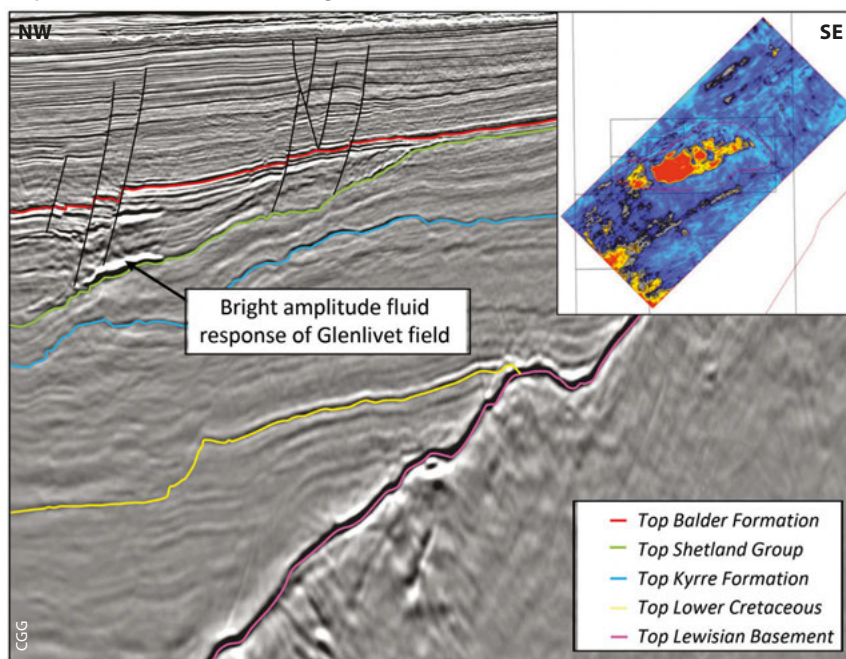 NW
SE
Bright amplitude fluid
response of Glenlivet field
Top Balder Formation
Top Shetland Group
Top Kyrre Formation
Top Lower Cretaceous
Top Lewisian Basement
CGG